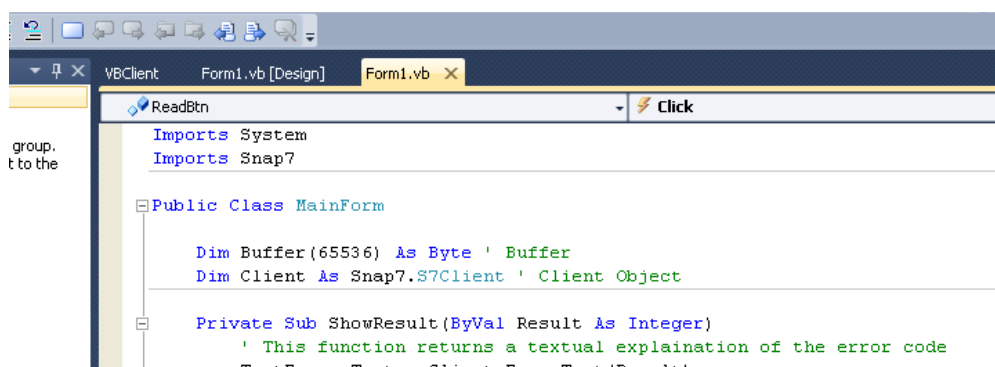 VBClient Form1.vb [Design] Form1.vb
ReadBtn Click
group.
t to the
Imports System
Imports Snap7
Public Class MainForm
Dim Buffer(65536) As Byte ' Buffer
Dim Client As Snap7.S7Client ' Client Object
Private Sub ShowResult(ByVal Result As Integer)
' This function returns a textual explaination of the error code